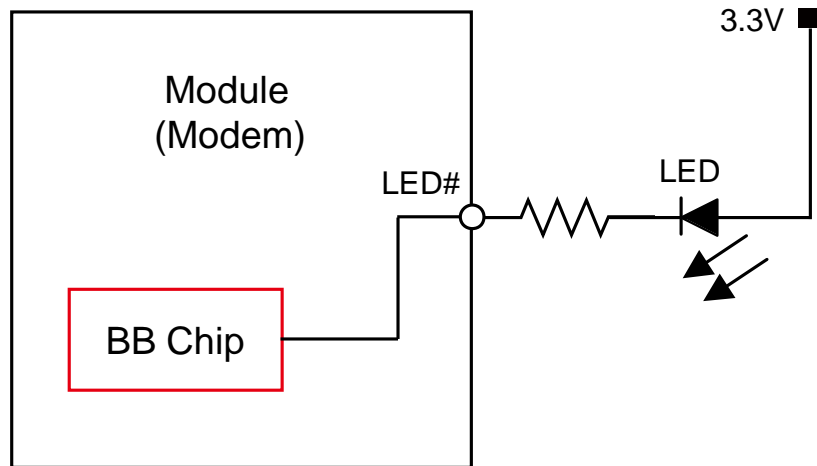 3.3V
Module
(Modem)
LED#
LED
BB Chip